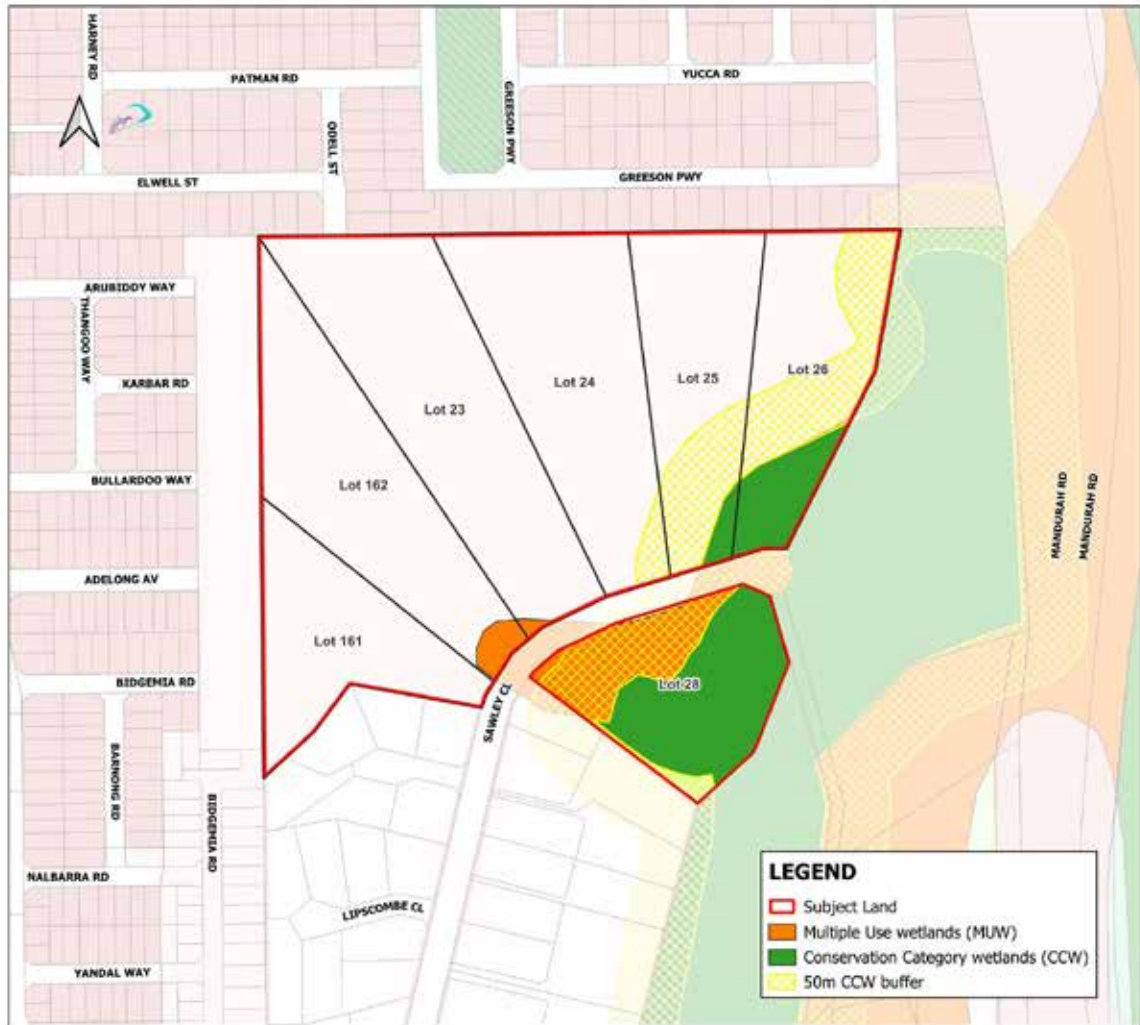 HARNEY RD
PATMAN RD
YUCCA RD
GREESON PWY
ODELL ST
ELWELL ST
GREESON PWY
ARUBIDDY WAY
THANGOO WAY
KARBAR RD
BULLARDOO WAY
ADELONG AV
BIDGEMIA RD
BARNONG RD
BIDGEMIA RD
NALBARRA RD
YANDAL WAY
LIPSCOMBE CL
SAWLEY CL
Lot 23
Lot 24
Lot 25
Lot 26
Lot 162
Lot 161
Lot 28
MANDURAH RD
MANDURAH RD
LEGEND
Subject Land
Multiple Use wetlands (MUW)
Conservation Category wetlands (CCW)
50m CCW buffer